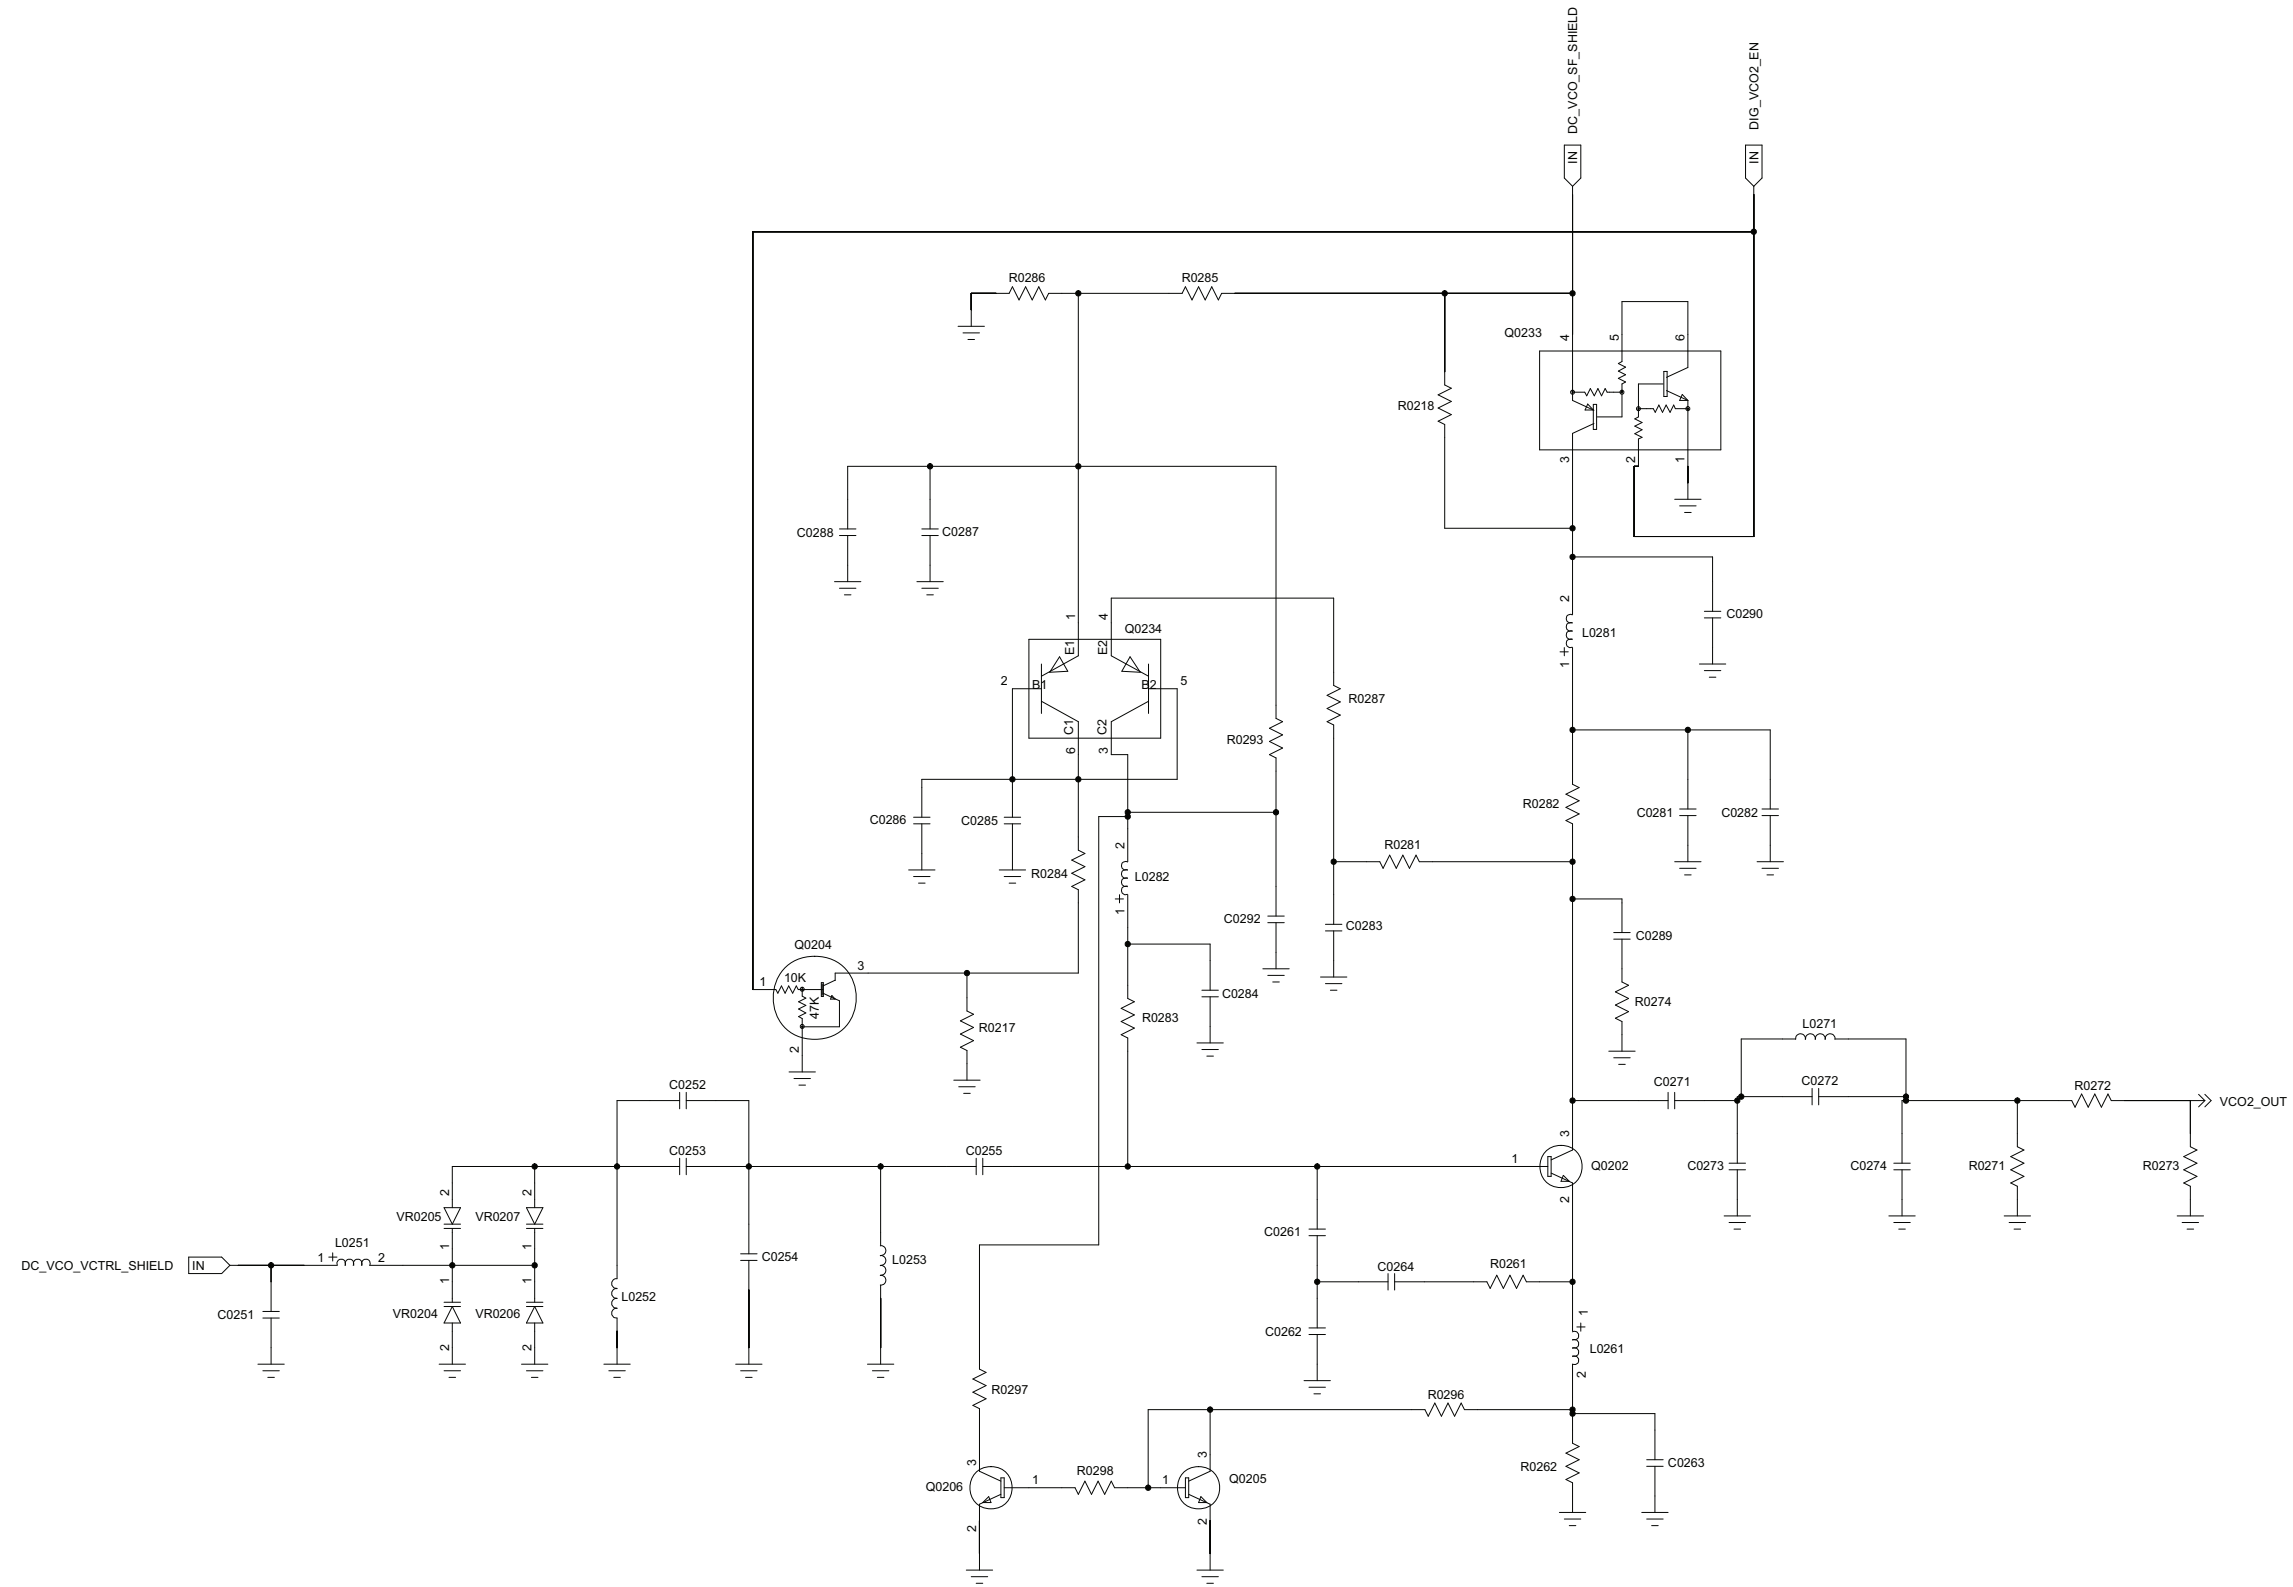 DC_VCO_SF_SHIELD
DIG_VCO2_EN
IN
IN
R0286
R0285
Q0233
4
5
6
R0218
3
2
1
C0288
C0287
2
C0290
L0281
1 +
1
4
Q0234
E1
E2
2
B1
B2
5
C1
C2
6
3
R0287
R0293
R0282
C0281
C0282
C0286
C0285
R0284
2
L0282
1 +
R0281
C0292
C0283
C0289
Q0204
3
1
10K
47K
2
R0217
C0284
R0283
R0274
L0271
C0252
C0271
C0272
R0272
VCO2_OUT
C0253
C0255
3
1
Q0202
2
C0273
C0274
R0271
R0273
2
2
VR0205
VR0207
1
1
L0251
1 +
2
DC_VCO_VCTRL_SHIELD
IN
C0254
L0253
C0261
C0264
R0261
1
1
L0252
VR0204
VR0206
C0251
2
2
C0262
+ 1
L0261
2
R0297
R0296
3
Q0206
1
R0298
1
3
Q0205
2
2
R0262
C0263